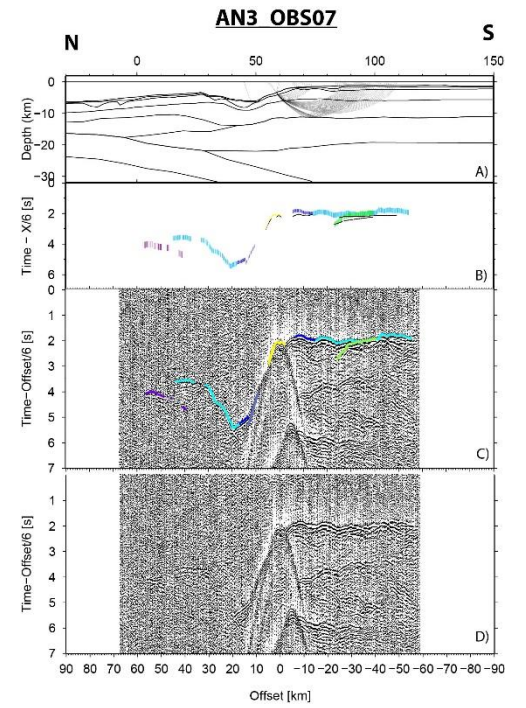 AN3_OBS07
N S
0 50 100 150
0
−10
−20
−30
Depth (km)
A)
2
4
6
Time − X/6 [s]
B)
0
1
2
3
4
5
6
7
Time−Offset/6 [s]
C)
1
2
3
4
5
6
7
Time−Offset/6 [s]
D)
90 80 70 60 50 40 30 20 10 0 −10 −20 −30 −40 −50 −60 −70 −80 −90
Offset [km]